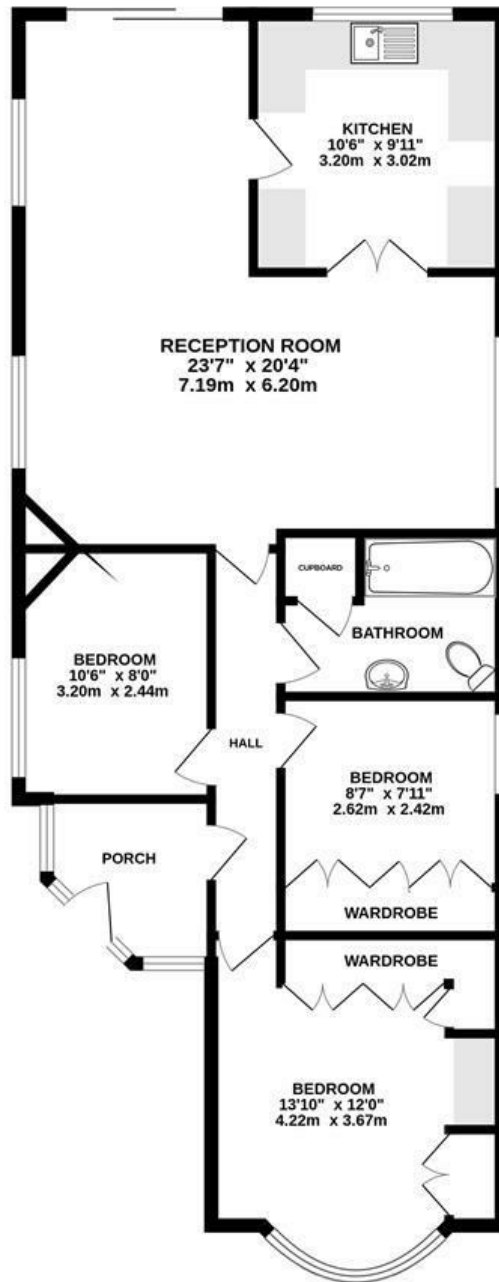 KITCHEN
10'6" x 9'11"
3.20m x 3.02m
RECEPTION ROOM
23'7" x 20'4"
7.19m x 6.20m
CUPBOARD
BATHROOM
BEDROOM
10'6" x 8'0"
3.20m x 2.44m
HALL
BEDROOM
8'7" x 7'11"
2.62m x 2.42m
PORCH
WARDROBE
WARDROBE
BEDROOM
13'10" x 12'0"
4.22m x 3.67m